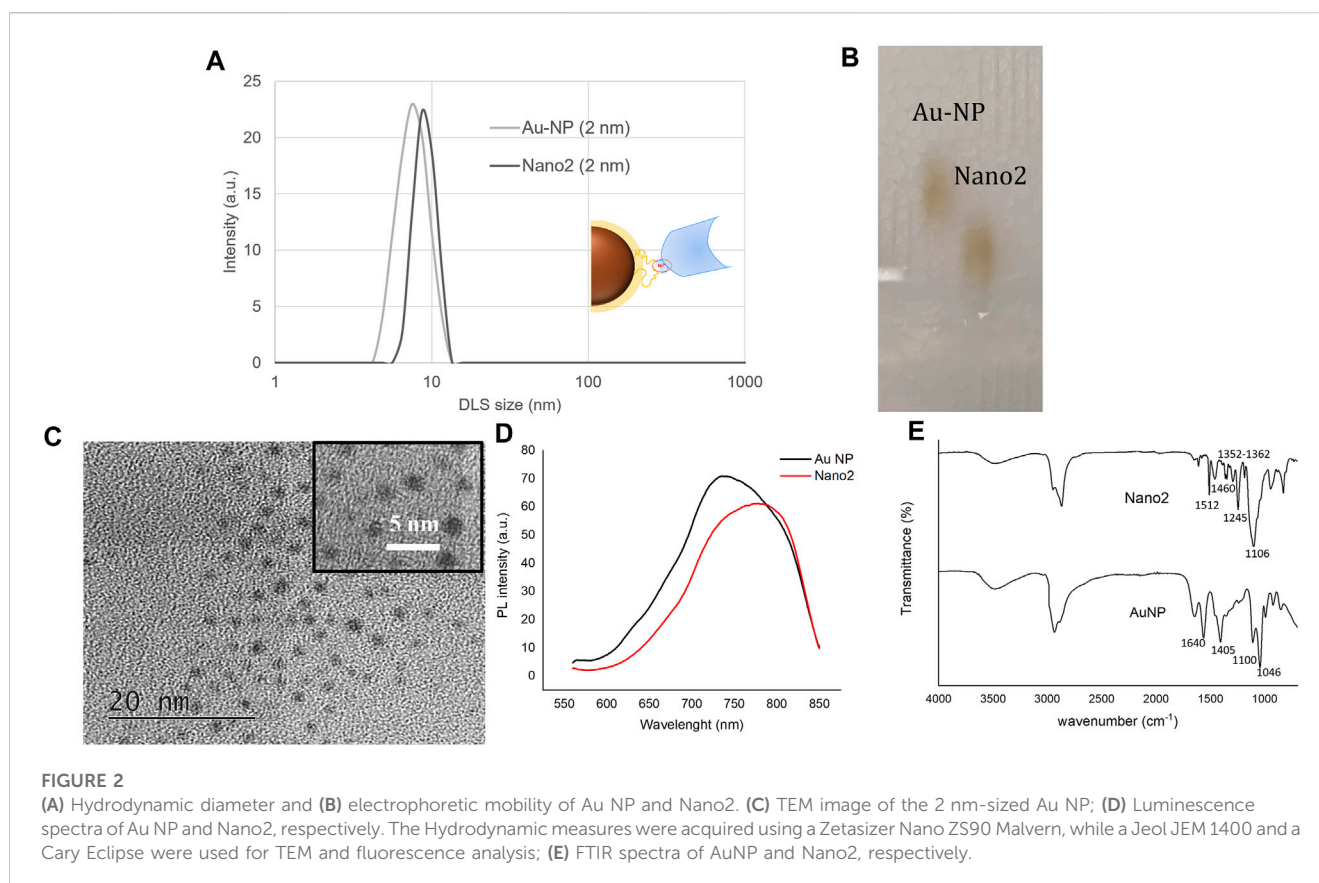 A
25
20
15
10
5
0
Intensity (a.u.)
Au-NP (2 nm)
Nano2 (2 nm)
1
10
100
1000
DLS size (nm)
B
Au-NP
Nano2
C
5 nm
20 nm
D
80
70
60
50
40
30
20
10
0
PL intensity (a.u.)
Au NP
Nano2
550
600
650
700
750
800
850
Wavelenght (nm)
E
Transmittance (%)
1352-1362
Nano2
1460
1512
1245
1106
AuNP
1640
1405
1100
1046
4000
3500
3000
2500
2000
1500
1000
wavenumber (cm⁻¹)
FIGURE 2
(A) Hydrodynamic diameter and (B) electrophoretic mobility of Au NP and Nano2. (C) TEM image of the 2 nm-sized Au NP; (D) Luminescence
spectra of Au NP and Nano2, respectively. The Hydrodynamic measures were acquired using a Zetasizer Nano ZS90 Malvern, while a Jeol JEM 1400 and a
Cary Eclipse were used for TEM and fluorescence analysis; (E) FTIR spectra of AuNP and Nano2, respectively.